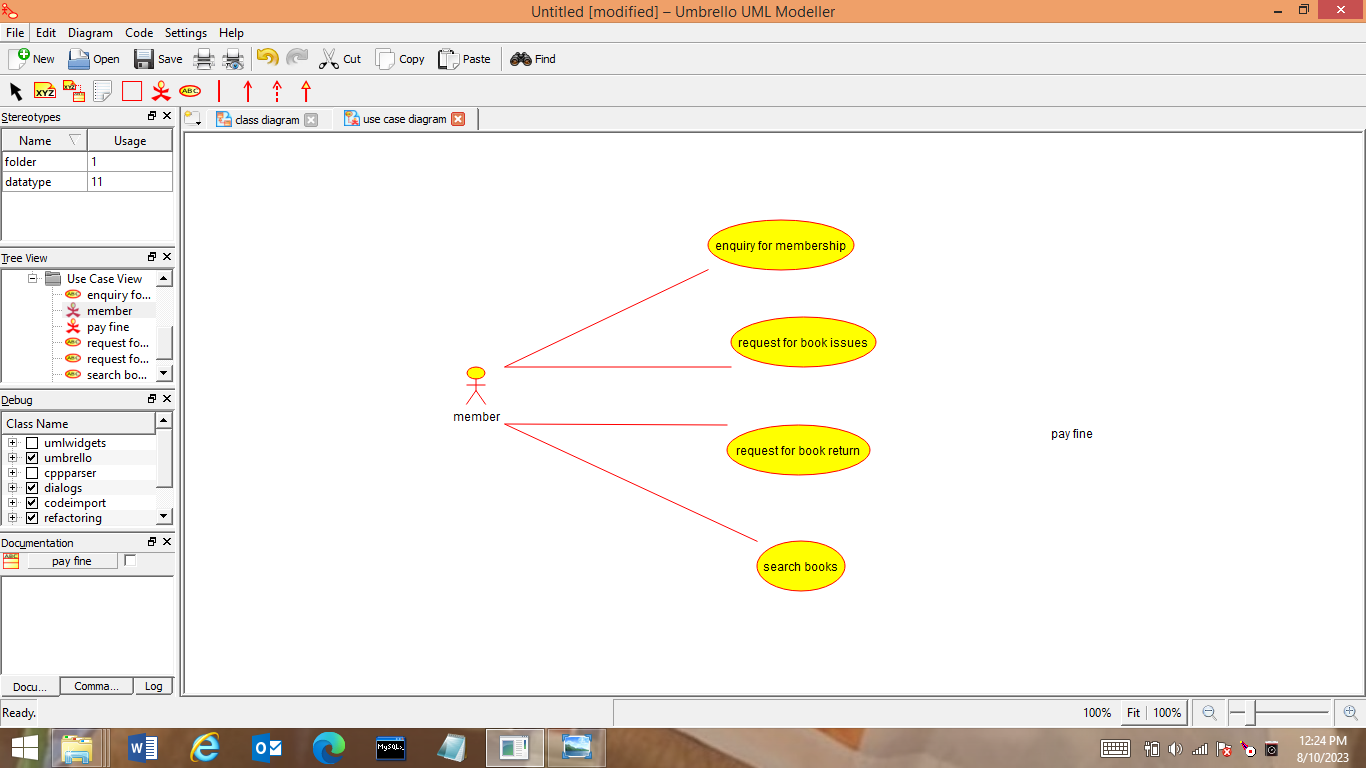 Untitled [modified] – Umbrello UML Modeller
File Edit Diagram Code Settings Help
New Open Save Cut Copy Paste Find
XYZ XYZ ABC
Stereotypes
class diagram use case diagram
Name Usage
folder 1
datatype 11
Tree View
Use Case View
enquiry fo...
member
pay fine
request fo...
request fo...
search bo...
Debug
Class Name
umlwidgets
umbrello
cppparser
dialogs
codeimport
refactoring
Documentation
pay fine
Docu... Comma... Log
enquiry for membership
request for book issues
member
request for book return
pay fine
search books
Ready.
100% Fit 100%
MySQL
12:24 PM
8/10/2023